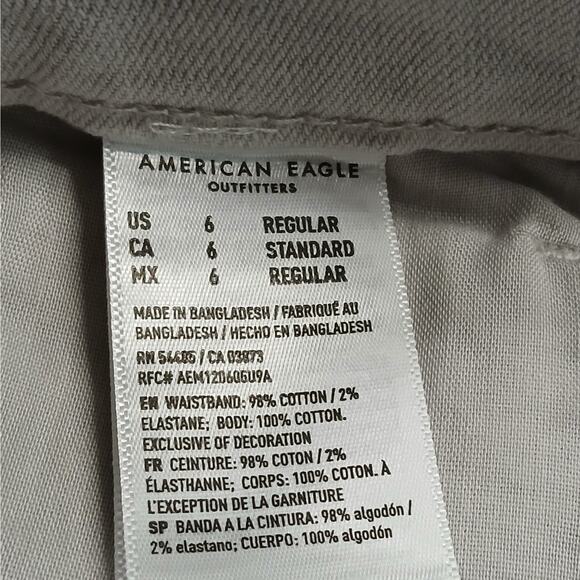 AMERICAN EAGLE
OUTFITTERS
US 6 REGULAR
CA 6 STANDARD
MX 6 REGULAR
MADE IN BANGLADESH / FABRIQUÉ AU
BANGLADESH / HECHO EN BANGLADESH
RN 54485 / CA 03873
RFC# AEM120606U9A
EN WAISTBAND: 98% COTTON / 2%
ELASTANE; BODY: 100% COTTON.
EXCLUSIVE OF DECORATION
FR CEINTURE: 98% COTON / 2%
ÉLASTHANNE; CORPS: 100% COTON. À
L'EXCEPTION DE LA GARNITURE
SP BANDA A LA CINTURA: 98% algodón /
2% elastano; CUERPO: 100% algodón